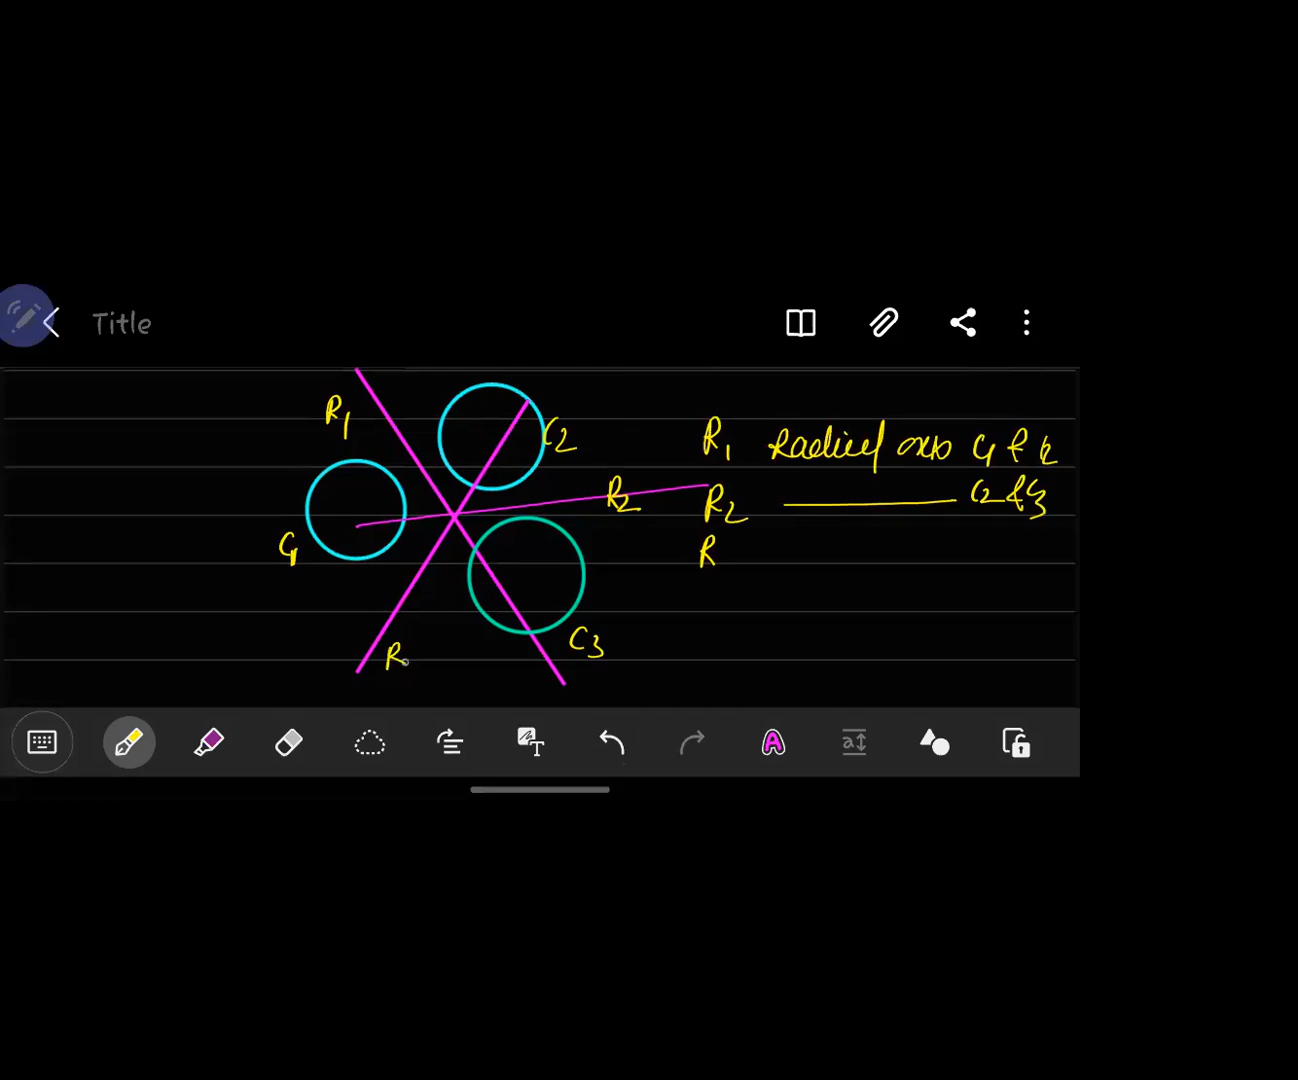 Title
R1
C2
R1 Radical axis C1 & C2
R2
R2 C2 & C3
C1
R
C3
R